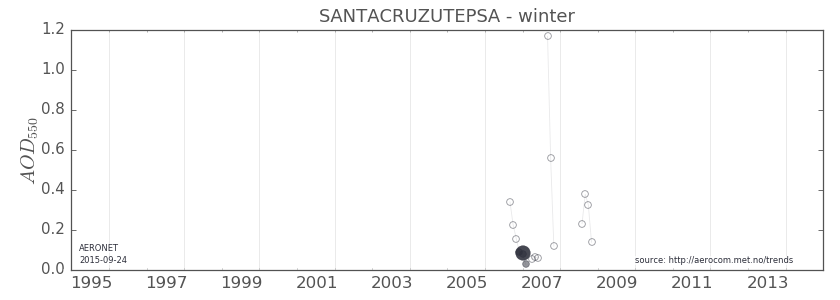 SANTACRUZUTEPSA - winter
1.2
1.0
0.8
0.6
0.4
0.2
0.0
AOD550
AERONET
2015-09-24
source: http://aerocom.met.no/trends
1995 1997 1999 2001 2003 2005 2007 2009 2011 2013